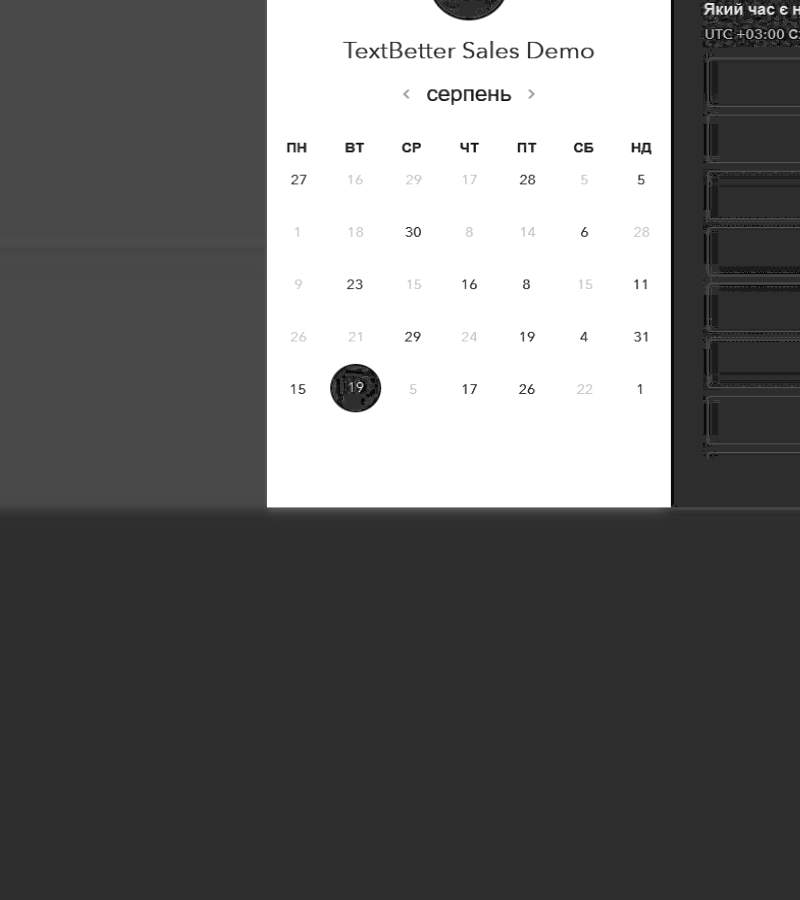 Який час є
UTC +03:00
TextBetter Sales Demo
< серпень >
ПН ВТ СР ЧТ ПТ СБ НД
27 16 29 17 28 5 5
1 18 30 8 14 6 28
9 23 15 16 8 15 11
26 21 29 24 19 4 31
15 19 5 17 26 22 1